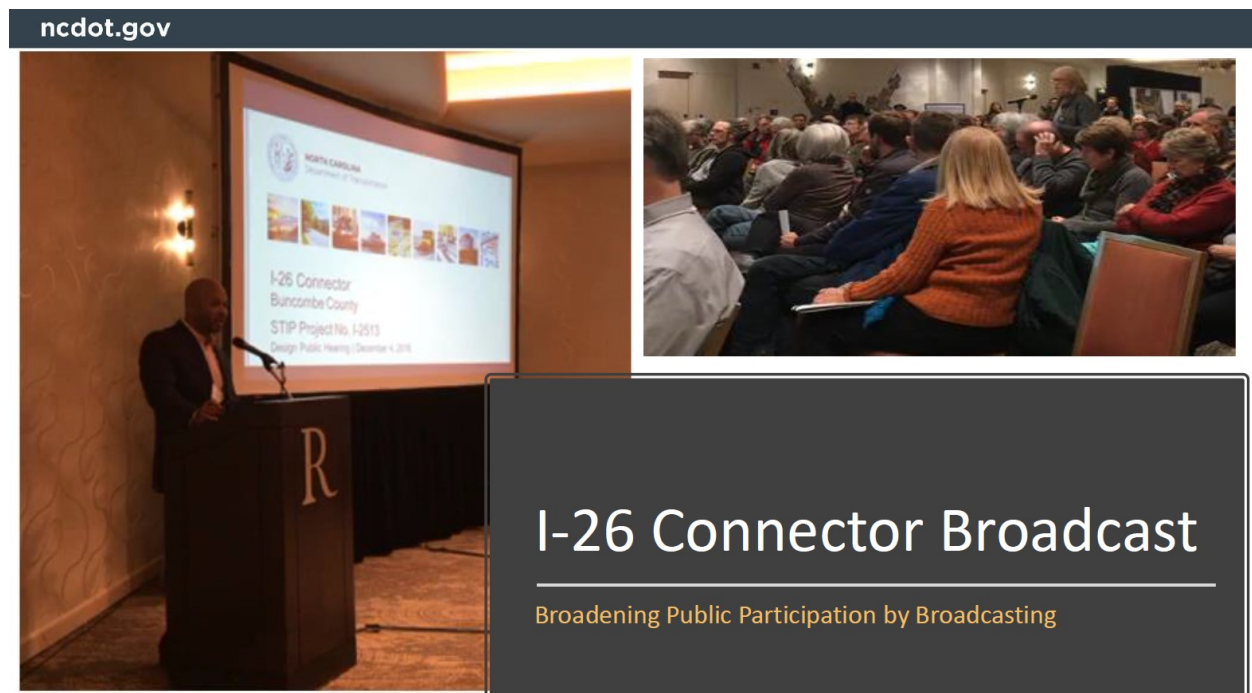 ncdot.gov
NORTH CAROLINA
Department of Transportation
I-26 Connector
Buncombe County
STIP Project No. I-2513
Design Public Hearing | December 4, 2018
R
I-26 Connector Broadcast
Broadening Public Participation by Broadcasting